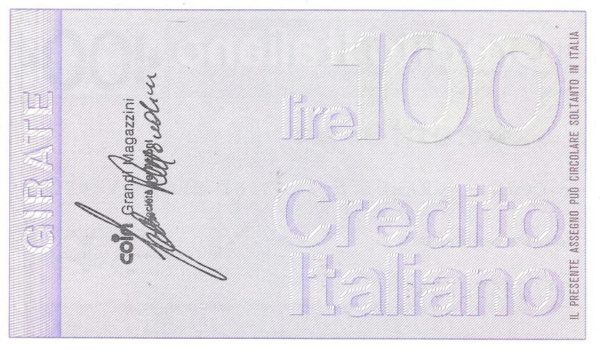 GIRATE
coin Grandi Magazzini
lire 100
Credito
Italiano
IL PRESENTE ASSEGNO PUÒ CIRCOLARE SOLTANTO IN ITALIA